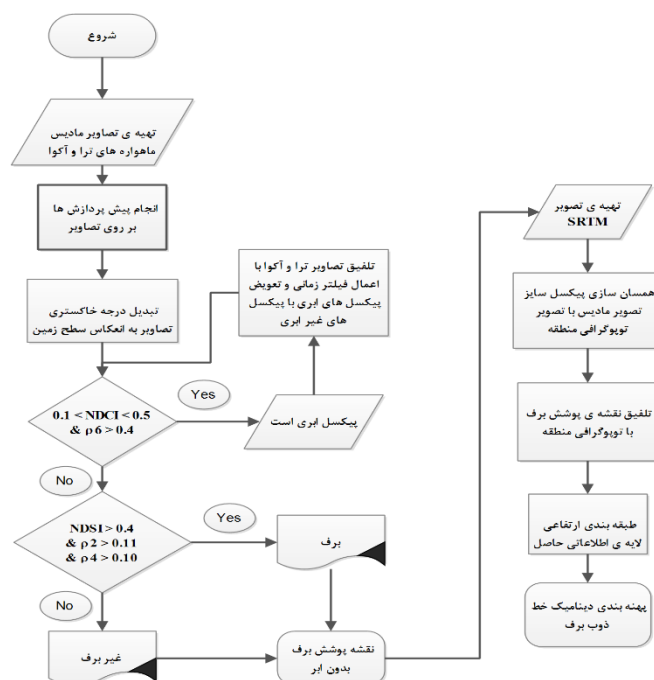 شروع
تهیه ی تصاویر مادیس
ماهواره های ترا و آکوا
انجام پیش پردازش ها
بر روی تصاویر
تبدیل درجه خاکستری
تصاویر به انعکاس سطح زمین
تلفیق تصاویر ترا و آکوا با
اعمال فیلتر زمانی و تعویض
پیکسل های ابری با پیکسل
های غیر ابری
0.1 < NDCI < 0.5
& ρ6 > 0.4
Yes
پیکسل ابری است
No
NDSI > 0.4
& ρ2 > 0.11
& ρ4 > 0.10
Yes
برف
No
غیر برف
نقشه پوشش برف
بدون ابر
تهیه ی تصویر
SRTM
همسان سازی پیکسل سایز
تصویر مادیس با تصویر
توپوگرافی منطقه
تلفیق نقشه ی پوشش برف
با توپوگرافی منطقه
طبقه بندی ارتفاعی
لایه ی اطلاعاتی حاصل
پهنه بندی دینامیک خط
ذوب برف